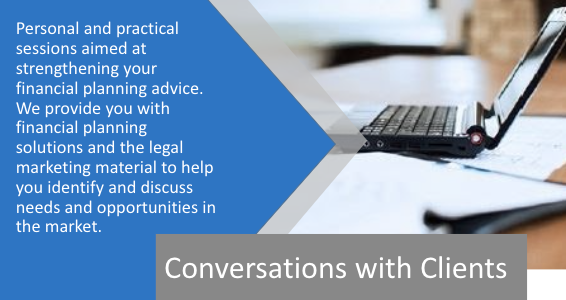 Personal and practical
sessions aimed at
strengthening your
financial planning advice.
We provide you with
financial planning
solutions and the legal
marketing material to help
you identify and discuss
needs and opportunities in
the market.
Conversations with Clients